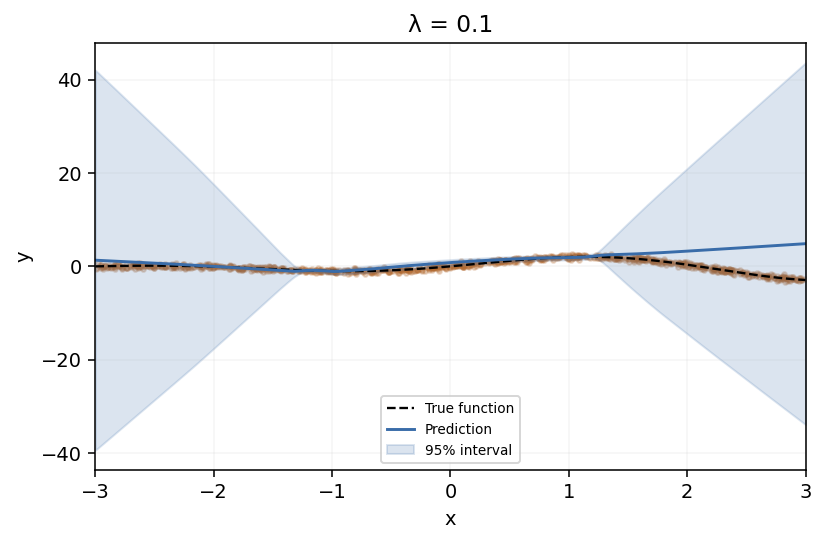 λ = 0.1
y
40
20
0
−20
−40
True function
Prediction
95% interval
−3 −2 −1 0 1 2 3
x